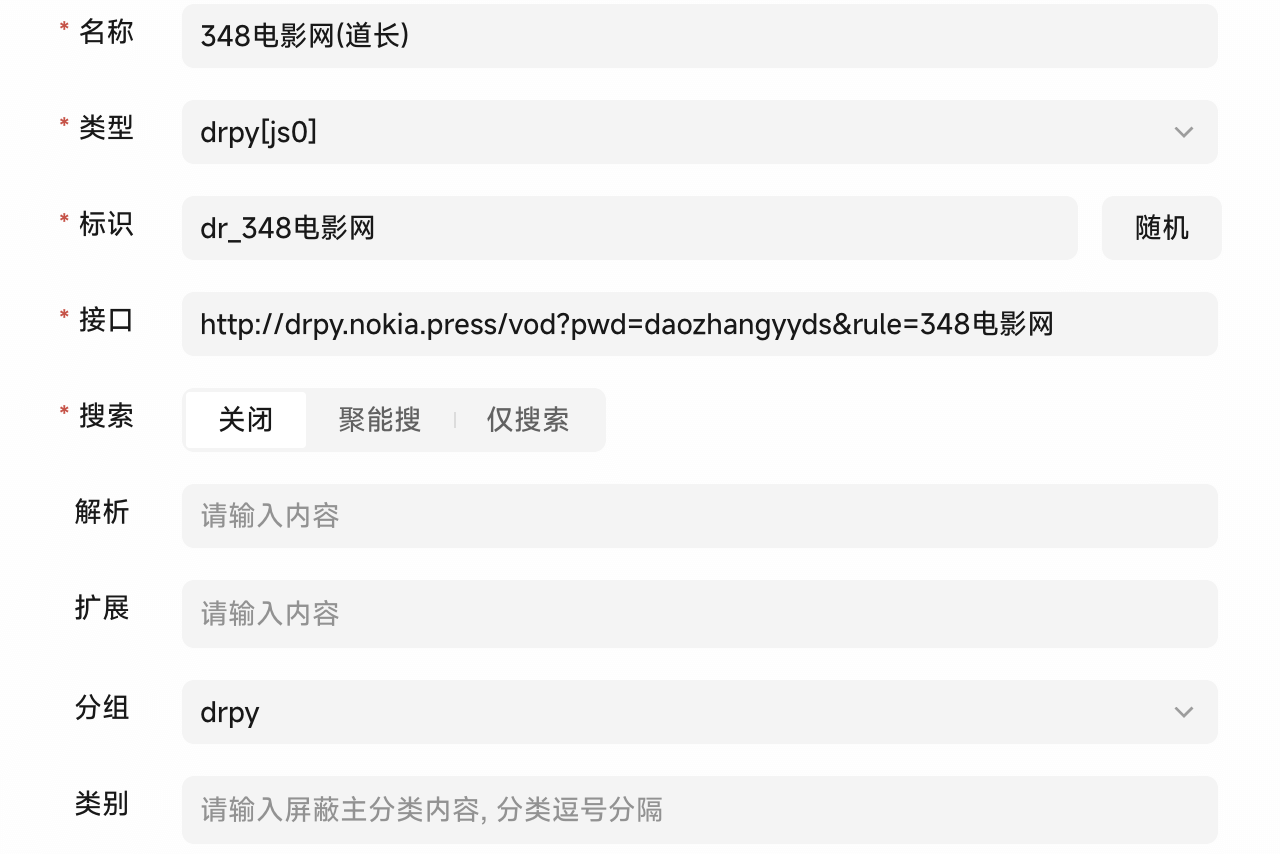 * 名称 348电影网(道长)
* 类型 drpy[js0]
* 标识 dr_348电影网 随机
* 接口 http://drpy.nokia.press/vod?pwd=daozhangyyds&rule=348电影网
* 搜索 关闭 聚能搜 仅搜索
解析 请输入内容
扩展 请输入内容
分组 drpy
类别 请输入屏蔽主分类内容, 分类逗号分隔